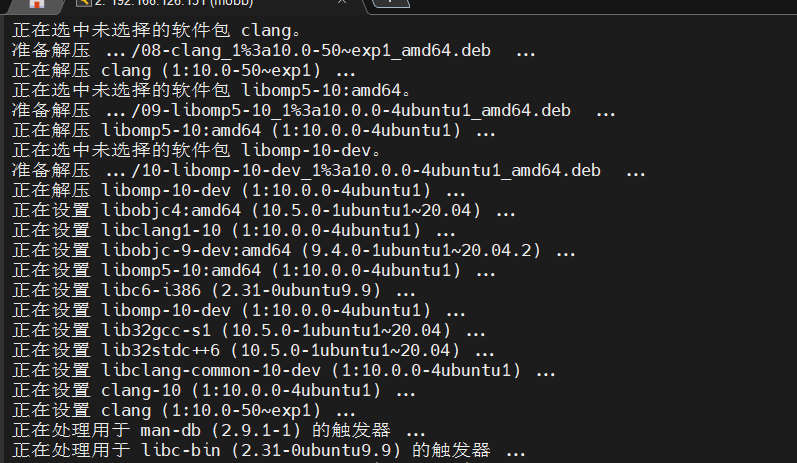 2. 192.168.126.151 (mobb)
正在选中未选择的软件包 clang。
准备解压 .../08-clang_1%3a10.0-50~exp1_amd64.deb ...
正在解压 clang (1:10.0-50~exp1) ...
正在选中未选择的软件包 libomp5-10:amd64。
准备解压 .../09-libomp5-10_1%3a10.0.0-4ubuntu1_amd64.deb ...
正在解压 libomp5-10:amd64 (1:10.0.0-4ubuntu1) ...
正在选中未选择的软件包 libomp-10-dev。
准备解压 .../10-libomp-10-dev_1%3a10.0.0-4ubuntu1_amd64.deb ...
正在解压 libomp-10-dev (1:10.0.0-4ubuntu1) ...
正在设置 libobjc4:amd64 (10.5.0-1ubuntu1~20.04) ...
正在设置 libclang1-10 (1:10.0.0-4ubuntu1) ...
正在设置 libobjc-9-dev:amd64 (9.4.0-1ubuntu1~20.04.2) ...
正在设置 libomp5-10:amd64 (1:10.0.0-4ubuntu1) ...
正在设置 libc6-i386 (2.31-0ubuntu9.9) ...
正在设置 libomp-10-dev (1:10.0.0-4ubuntu1) ...
正在设置 lib32gcc-s1 (10.5.0-1ubuntu1~20.04) ...
正在设置 lib32stdc++6 (10.5.0-1ubuntu1~20.04) ...
正在设置 libclang-common-10-dev (1:10.0.0-4ubuntu1) ...
正在设置 clang-10 (1:10.0.0-4ubuntu1) ...
正在设置 clang (1:10.0-50~exp1) ...
正在处理用于 man-db (2.9.1-1) 的触发器 ...
正在处理用于 libc-bin (2.31-0ubuntu9.9) 的触发器 ...